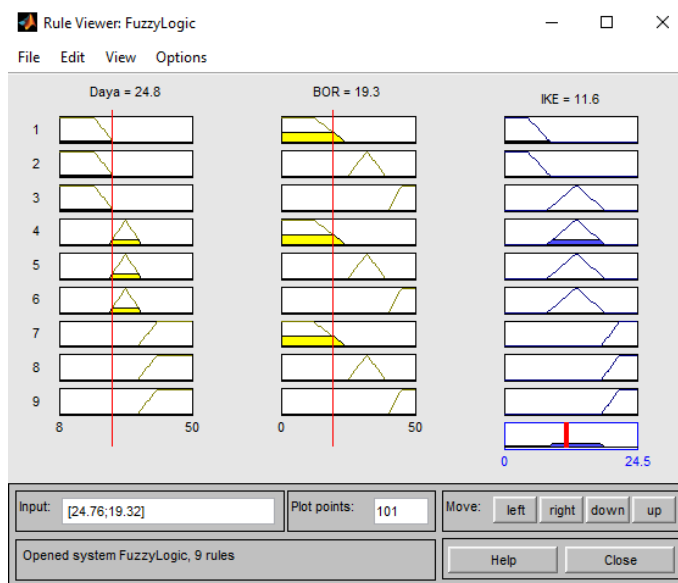 Rule Viewer: FuzzyLogic
File Edit View Options
Daya = 24.8 BOR = 19.3 IKE = 11.6
1
2
3
4
5
6
7
8
9
8 50 0 50
0 24.5
Input: [24.76;19.32] Plot points: 101 Move: left right down up
Opened system FuzzyLogic, 9 rules Help Close